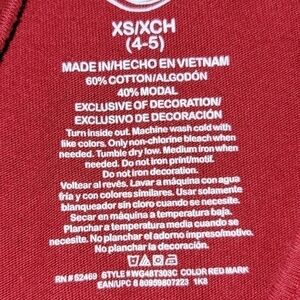 XS/XCH
(4-5)
MADE IN/HECHO EN VIETNAM
60% COTTON/ALGODÓN
40% MODAL
EXCLUSIVE OF DECORATION/
EXCLUSIVO DE DECORACIÓN
Turn inside out. Machine wash cold with
like colors. Only non-chlorine bleach when
needed. Tumble dry low. Medium iron when
needed. Do not iron print/motif.
Do not iron decoration.
Voltear al revés. Lavar a máquina con agua
fría y con colores similares. Usar solamente
blanqueador sin cloro cuando se necesite.
Secar en máquina a temperatura baja.
Planchar a temperatura media cuando se
necesite. No planchar el adorno impreso/motivo.
No planchar la decoración.
RN# 52469 STYLE #WG48T303C COLOR RED MARK
EAN/UPC 8 80959807223 1K8